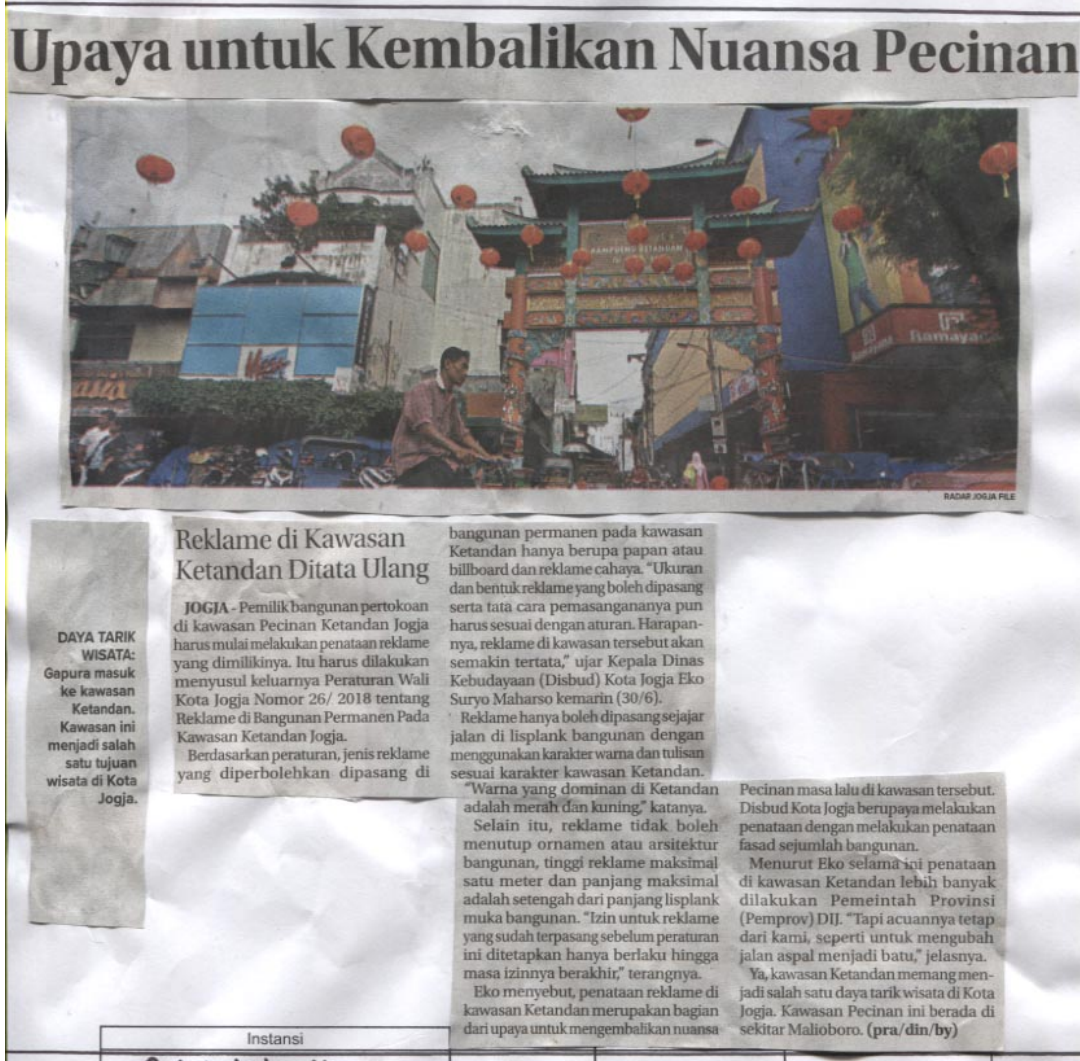 Upaya untuk Kembalikan Nuansa Pecinan
KAMPOENG KETANDAN
Ramayana
asia
RADAR JOGJA FILE
DAYA TARIK
WISATA:
Gapura masuk
ke kawasan
Ketandan.
Kawasan ini
menjadi salah
satu tujuan
wisata di Kota
Jogja.
Reklame di Kawasan
Ketandan Ditata Ulang
JOGJA - Pemilik bangunan pertokoan
di kawasan Pecinan Ketandan Jogja
harus mulai melakukan penataan reklame
yang dimilikinya. Itu harus dilakukan
menyusul keluarnya Peraturan Wali
Kota Jogja Nomor 26/ 2018 tentang
Reklame di Bangunan Permanen Pada
Kawasan Ketandan Jogja.
Berdasarkan peraturan, jenis reklame
yang diperbolehkan dipasang di
bangunan permanen pada kawasan
Ketandan hanya berupa papan atau
billboard dan reklame cahaya. "Ukuran
dan bentuk reklame yang boleh dipasang
serta tata cara pemasangananya pun
harus sesuai dengan aturan. Harapan-
nya, reklame di kawasan tersebut akan
semakin tertata," ujar Kepala Dinas
Kebudayaan (Disbud) Kota Jogja Eko
Suryo Maharso kemarin (30/6).
Reklame hanya boleh dipasang sejajar
jalan di lisplank bangunan dengan
menggunakan karakter warna dan tulisan
sesuai karakter kawasan Ketandan.
"Warna yang dominan di Ketandan
adalah merah dan kuning," katanya.
Selain itu, reklame tidak boleh
menutup ornamen atau arsitektur
bangunan, tinggi reklame maksimal
satu meter dan panjang maksimal
adalah setengah dari panjang lisplank
muka bangunan. "Izin untuk reklame
yang sudah terpasang sebelum peraturan
ini ditetapkan hanya berlaku hingga
masa izinnya berakhir," terangnya.
Eko menyebut, penataan reklame di
kawasan Ketandan merupakan bagian
dari upaya untuk mengembalikan nuansa
Pecinan masa lalu di kawasan tersebut.
Disbud Kota Jogja berupaya melakukan
penataan dengan melakukan penataan
fasad sejumlah bangunan.
Menurut Eko selama ini penataan
di kawasan Ketandan lebih banyak
dilakukan Pemeintah Provinsi
(Pemprov) DIJ. "Tapi acuannya tetap
dari kami, seperti untuk mengubah
jalan aspal menjadi batu," jelasnya.
Ya, kawasan Ketandan memang men-
jadi salah satu daya tarik wisata di Kota
Jogja. Kawasan Pecinan ini berada di
sekitar Malioboro. (pra/din/by)
Instansi